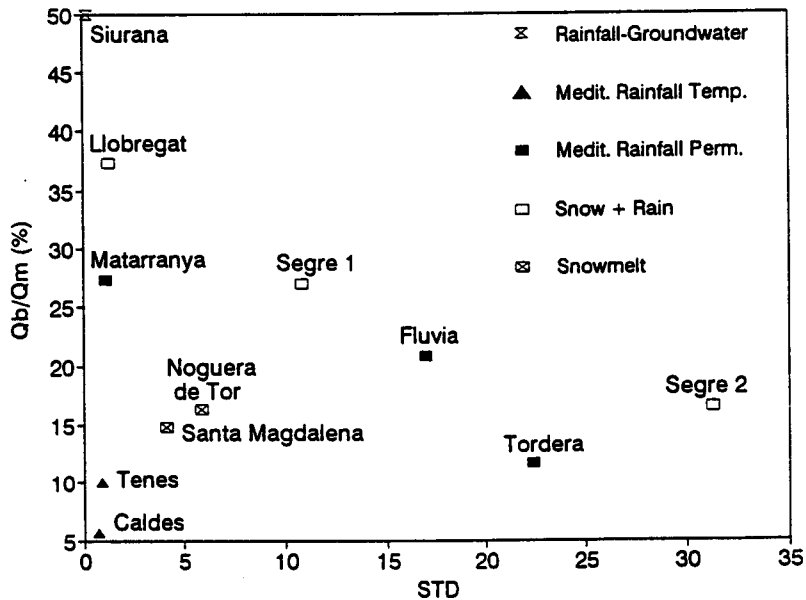 50
45
40
35
30
25
20
15
10
5
Qb/Qm (%)
0
5
10
15
20
25
30
35
STD
Siurana
Llobregat
Matarranya
Segre 1
Fluvia
Noguera
de Tor
Santa Magdalena
Segre 2
Tordera
Tenes
Caldes
Rainfall-Groundwater
Medit. Rainfall Temp.
Medit. Rainfall Perm.
Snow + Rain
Snowmelt